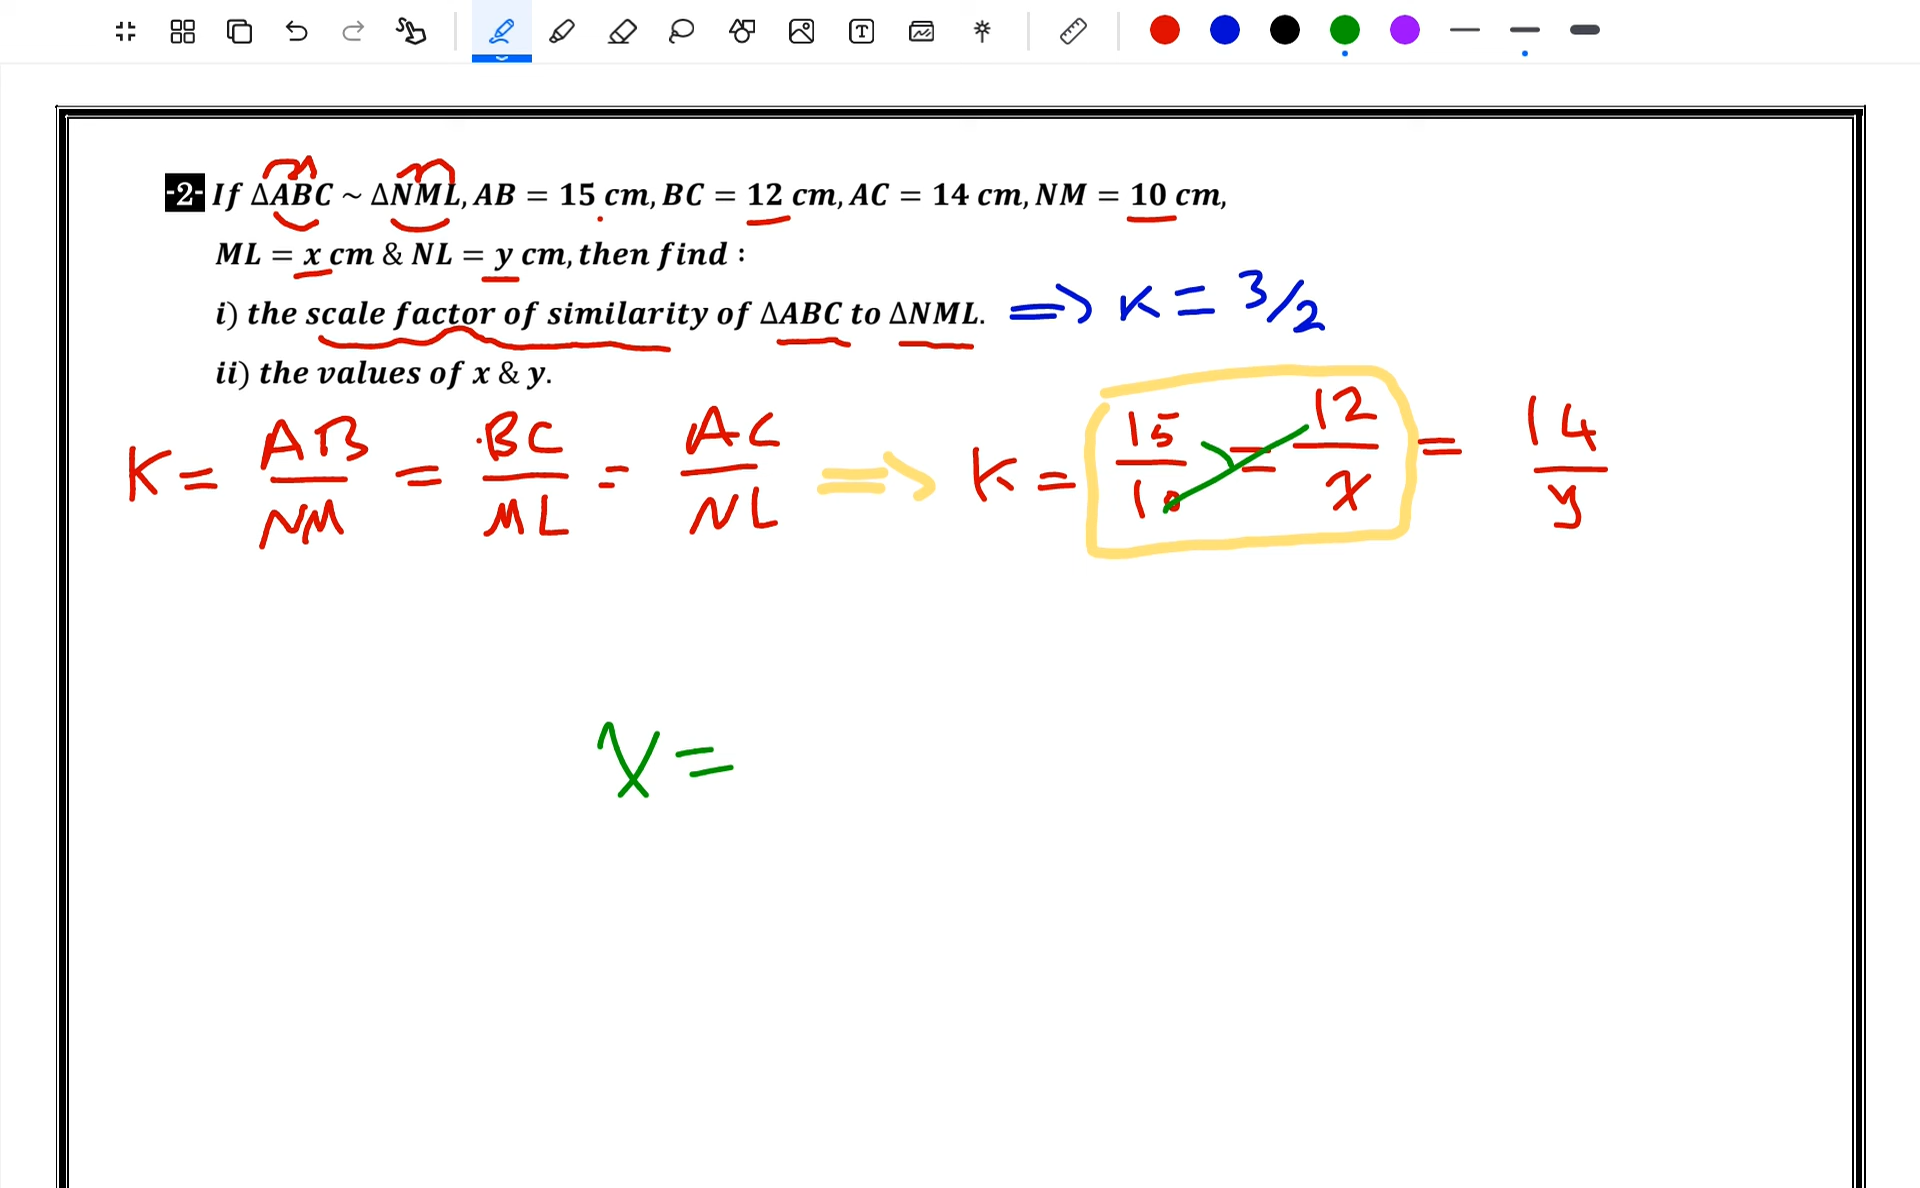 -2- If ΔABC ~ ΔNML, AB = 15 cm, BC = 12 cm, AC = 14 cm, NM = 10 cm,
ML = x cm & NL = y cm, then find :
i) the scale factor of similarity of ΔABC to ΔNML. ⟹ K = 3/2
ii) the values of x & y.
K = AB/NM = BC/ML = AC/NL ⟹ K = 15/10 = 12/x = 14/y
X =